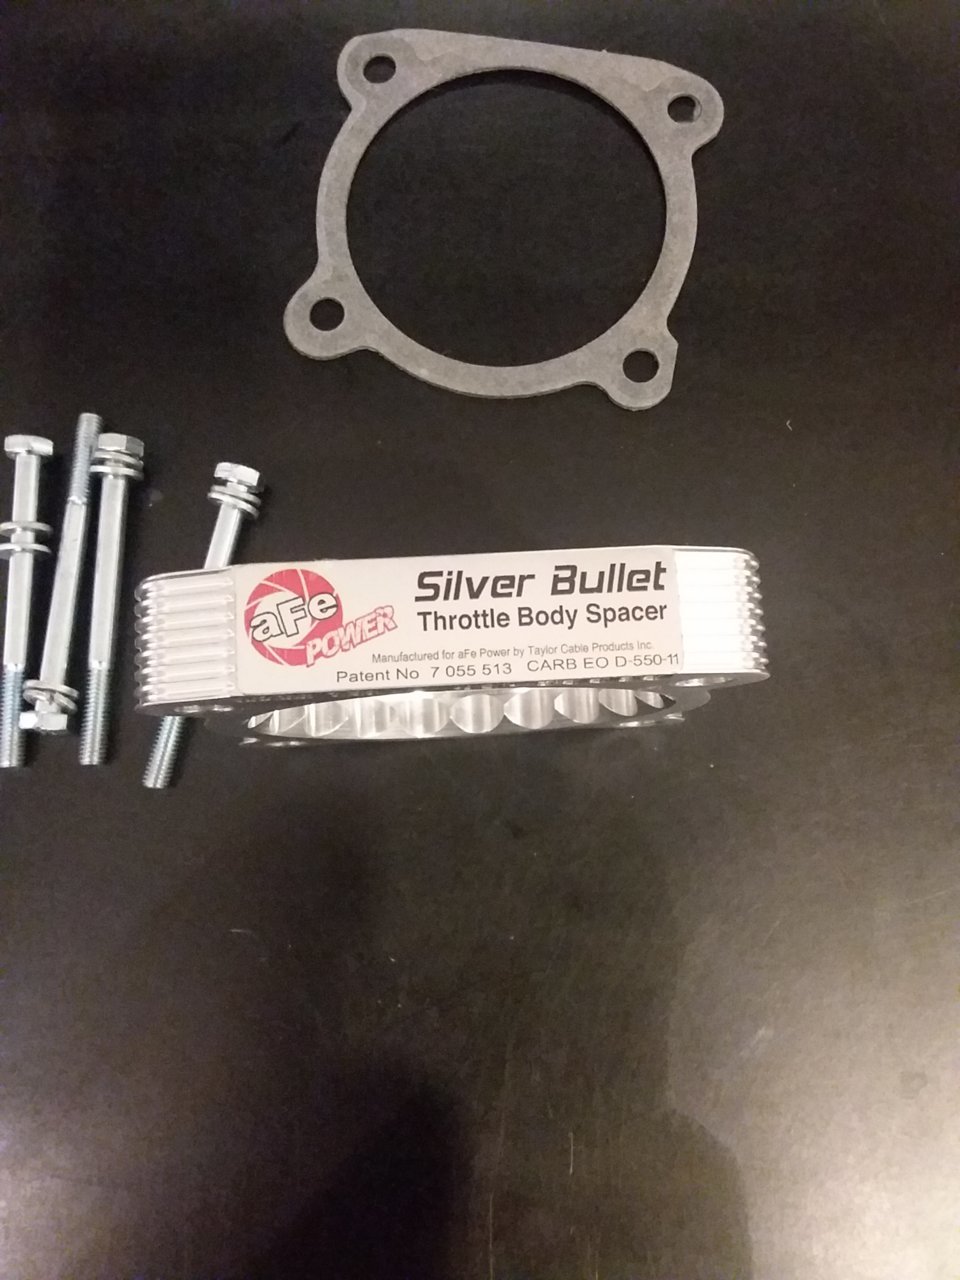 aFe
POWER
Silver Bullet
Throttle Body Spacer
Manufactured for aFe Power by Taylor Cable Products Inc.
Patent No 7 055 513 CARB EO D-550-11